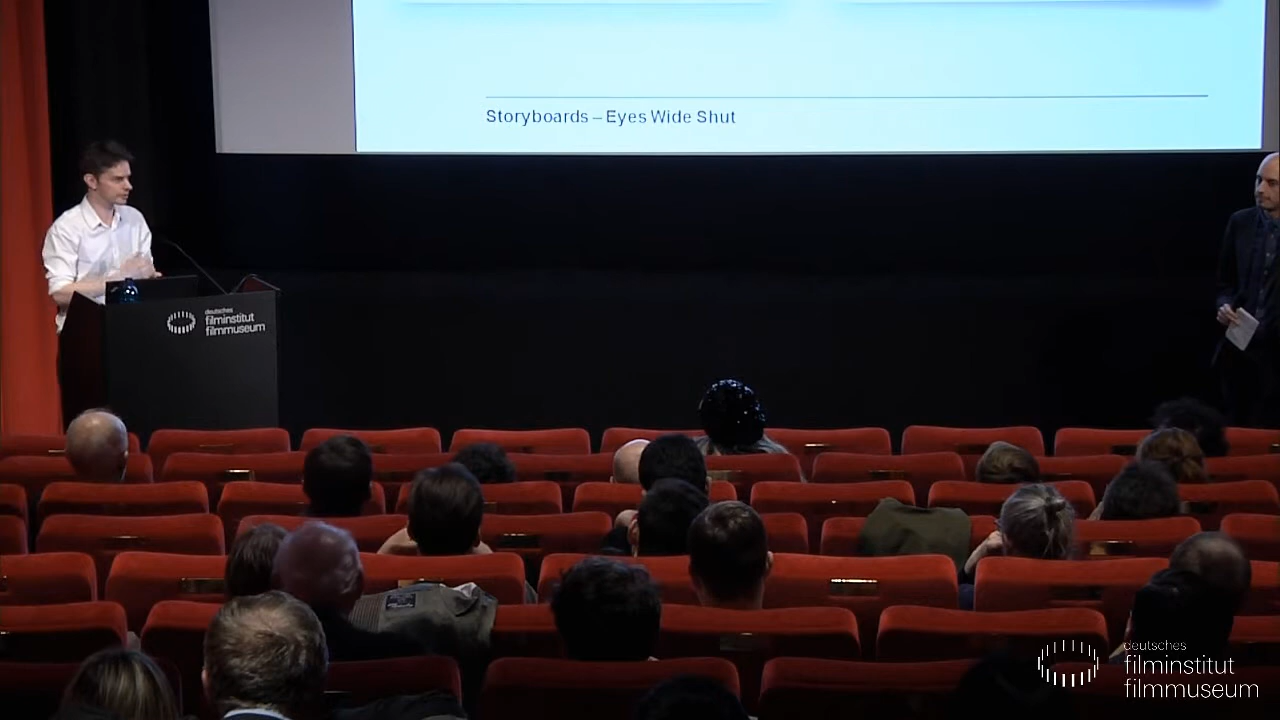 Storyboards – Eyes Wide Shut
deutsches
filminstitut
filmmuseum
deutsches
filminstitut
filmmuseum